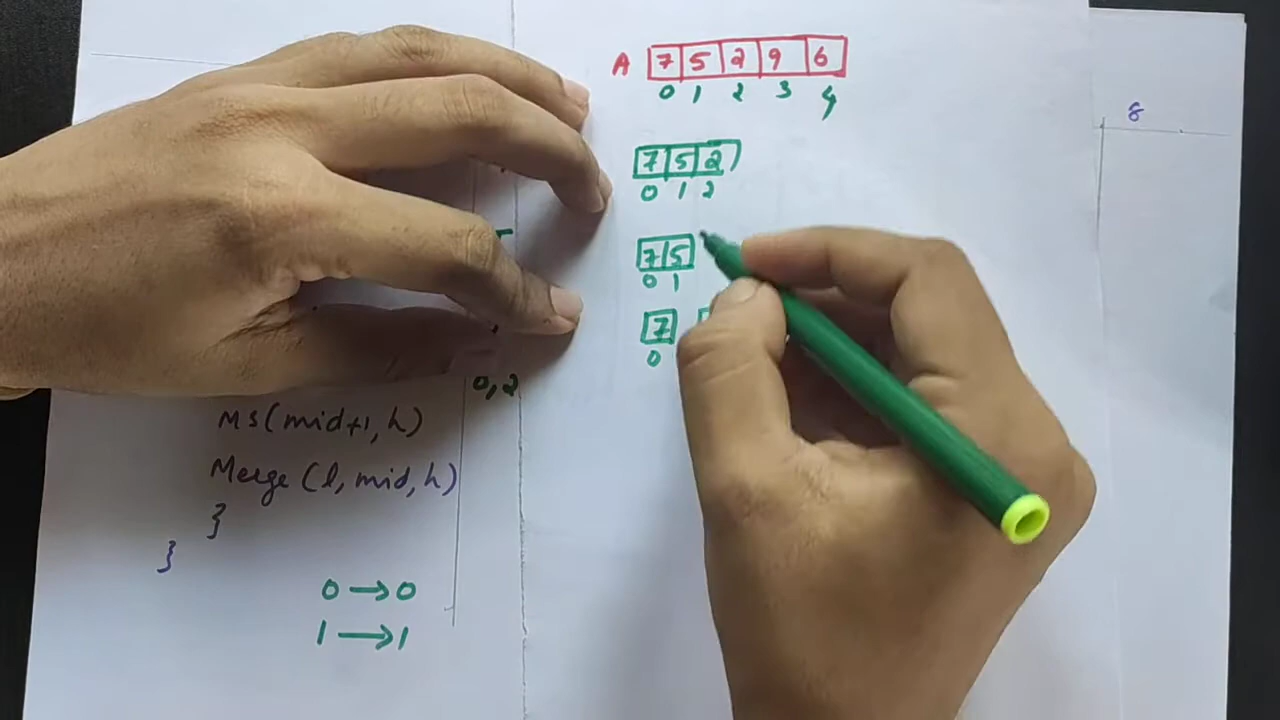 A 7 5 2 9 6
0 1 2 3 4
7 5 2
0 1 2
7 5
0 1
7
0
0,2
MS(mid+1, h)
Merge (l, mid, h)
}
}
0 → 0
1 → 1
8